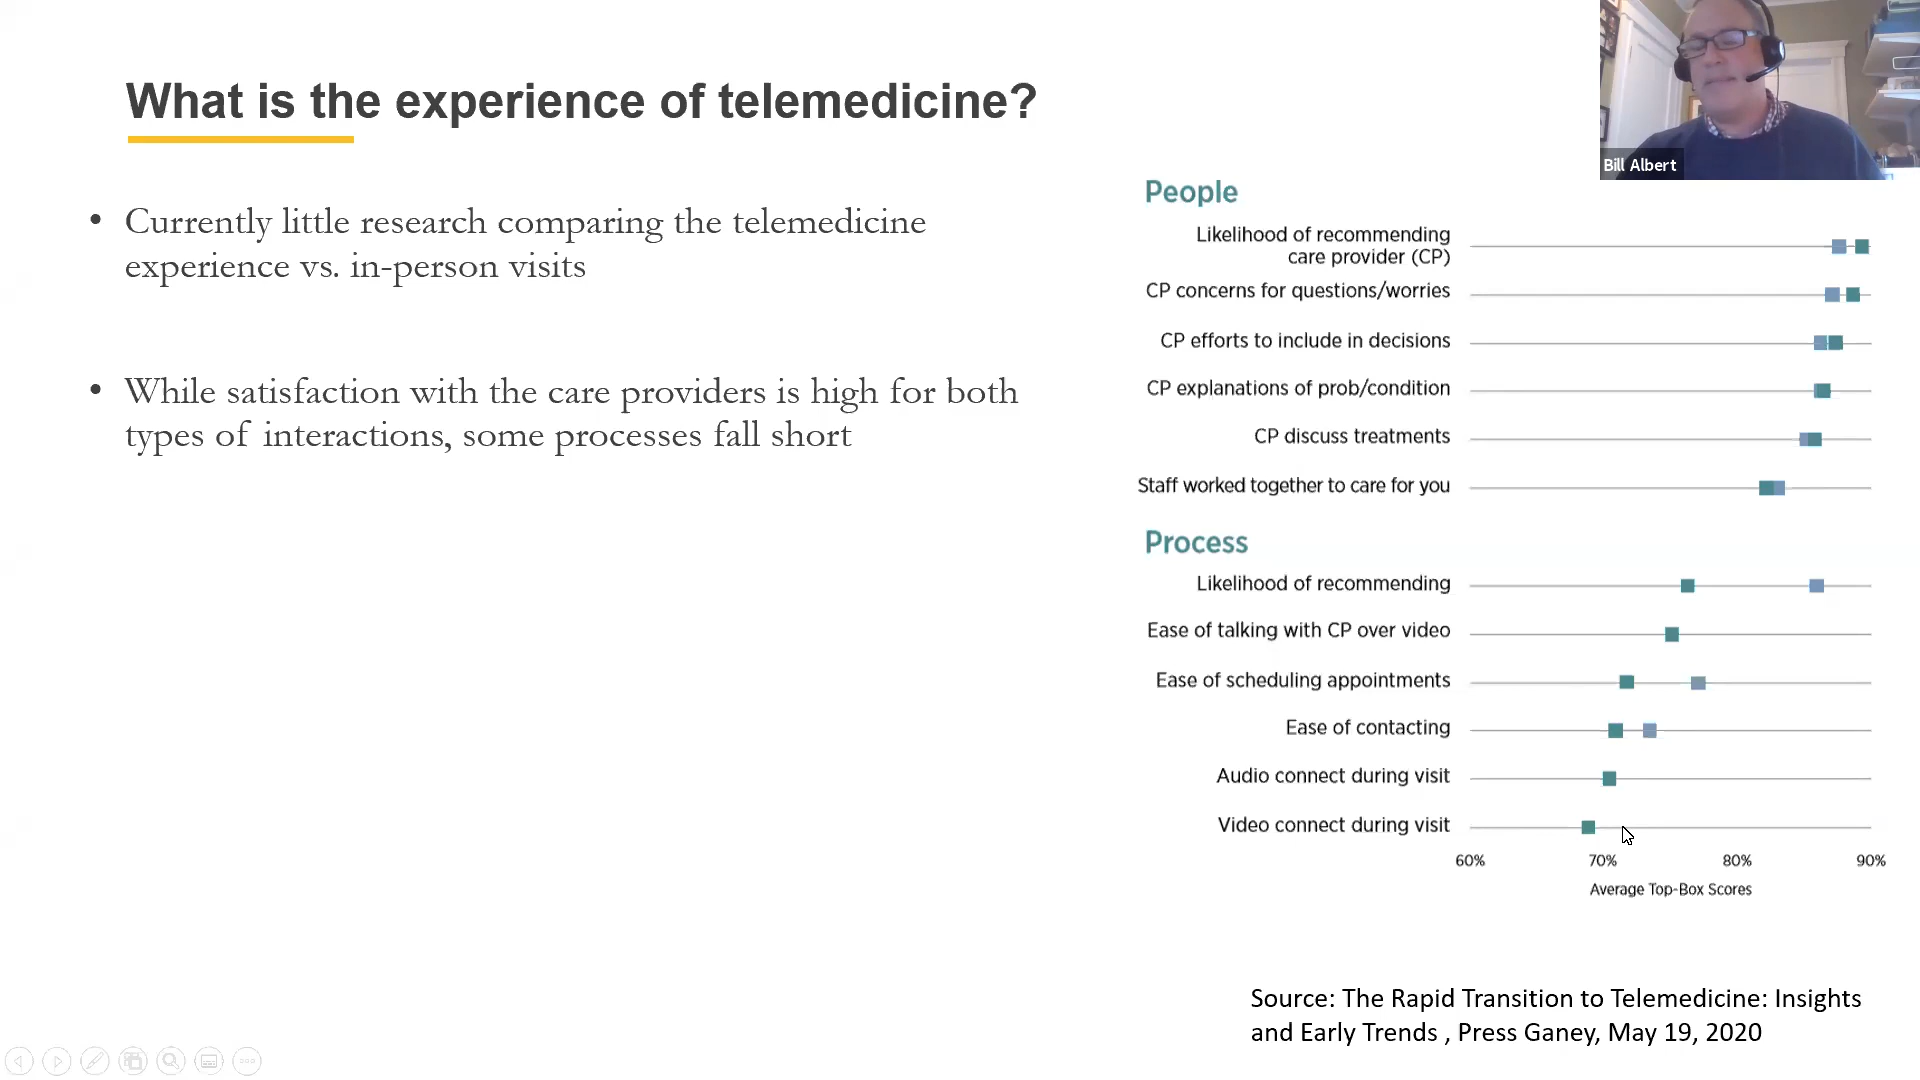 What is the experience of telemedicine?
Bill Albert
• Currently little research comparing the telemedicine
experience vs. in-person visits
• While satisfaction with the care providers is high for both
types of interactions, some processes fall short
People
Likelihood of recommending
care provider (CP)
CP concerns for questions/worries
CP efforts to include in decisions
CP explanations of prob/condition
CP discuss treatments
Staff worked together to care for you
Process
Likelihood of recommending
Ease of talking with CP over video
Ease of scheduling appointments
Ease of contacting
Audio connect during visit
Video connect during visit
60% 70% 80% 90%
Average Top-Box Scores
Source: The Rapid Transition to Telemedicine: Insights
and Early Trends , Press Ganey, May 19, 2020